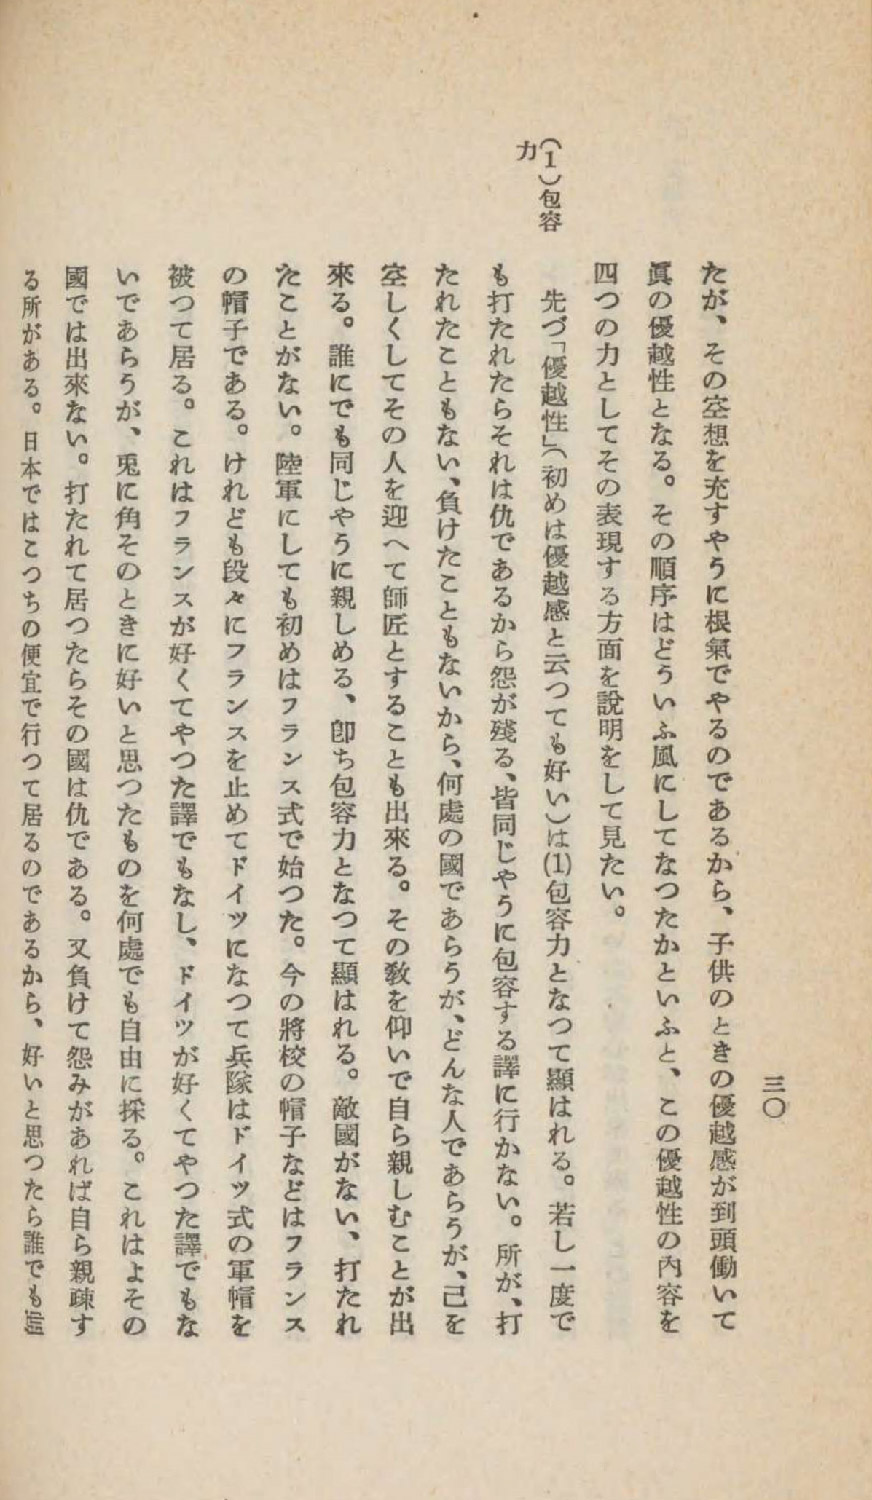 三〇
たが、その空想を充すやうに根氣でやるのであるから、子供のときの優越感が到頭働いて
眞の優越性となる。その順序はどういふ風にしてなつたかといふと、この優越性の內容を
四つの力としてその表現する方面を說明をして見たい。
(1)包容
力
先づ「優越性」(初めは優越感と云つても好い)は(1)包容力となつて顯はれる。若し一度で
も打たれたらそれは仇であるから怨が殘る、皆同じやうに包容する譯に行かない。所が、打
たれたこともない、負けたこともないから、何處の國であらうが、どんな人であらうが、己を
空しくしてその人を迎へて師匠とすることも出來る。その敎を仰いで自ら親しむことが出
來る。誰にでも同じやうに親しめる、卽ち包容力となつて顯はれる。敵國がない、打たれ
たことがない。陸軍にしても初めはフランス式で始つた。今の將校の帽子などはフランス
の帽子である。けれども段々にフランスを止めてドイツになつて兵隊はドイツ式の軍帽を
被つて居る。これはフランスが好くてやつた譯でもなし、ドイツが好くてやつた譯でもな
いであらうが、兎に角そのときに好いと思つたものを何處でも自由に採る。これはよその
國では出來ない。打たれて居つたらその國は仇である。又負けて怨みがあれば自ら親疎す
る所がある。日本ではこつちの便宜で行つて居るのであるから、好いと思つたら誰でも